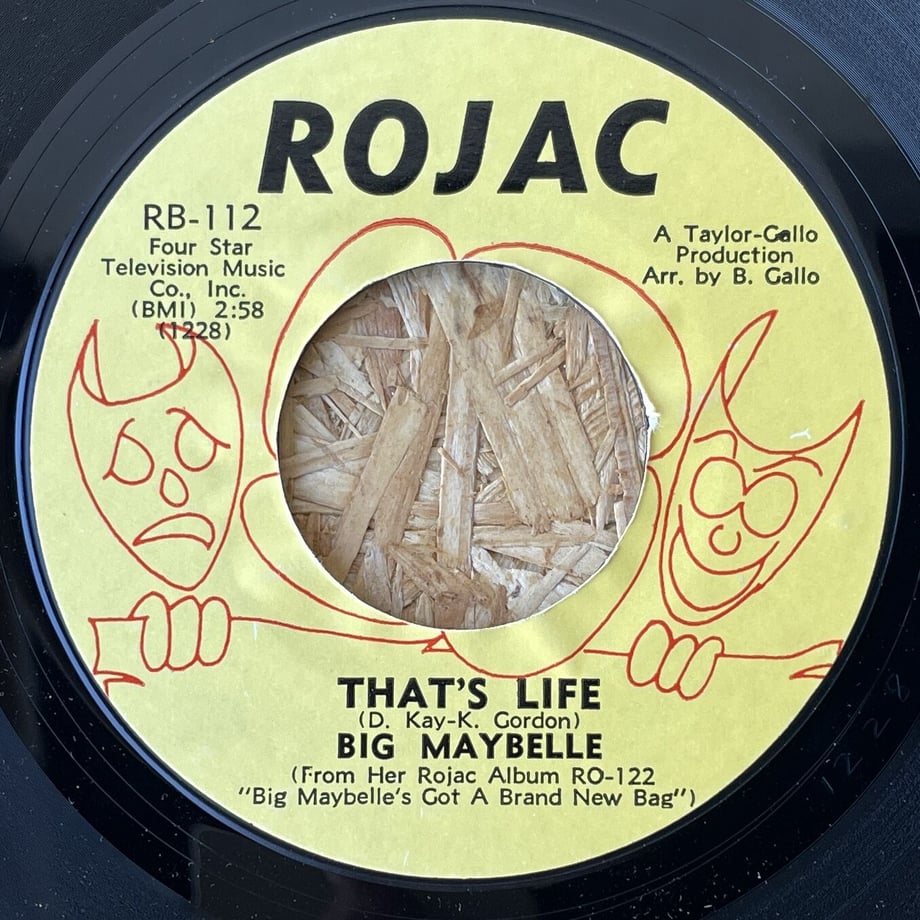 ROJAC
RB-112
Four Star
Television Music
Co., Inc.
(BMI) 2:58
(1228)
A Taylor-Gallo
Production
Arr. by B. Gallo
THAT'S LIFE
(D. Kay-K. Gordon)
BIG MAYBELLE
(From Her Rojac Album RO-122
"Big Maybelle's Got A Brand New Bag")
1228